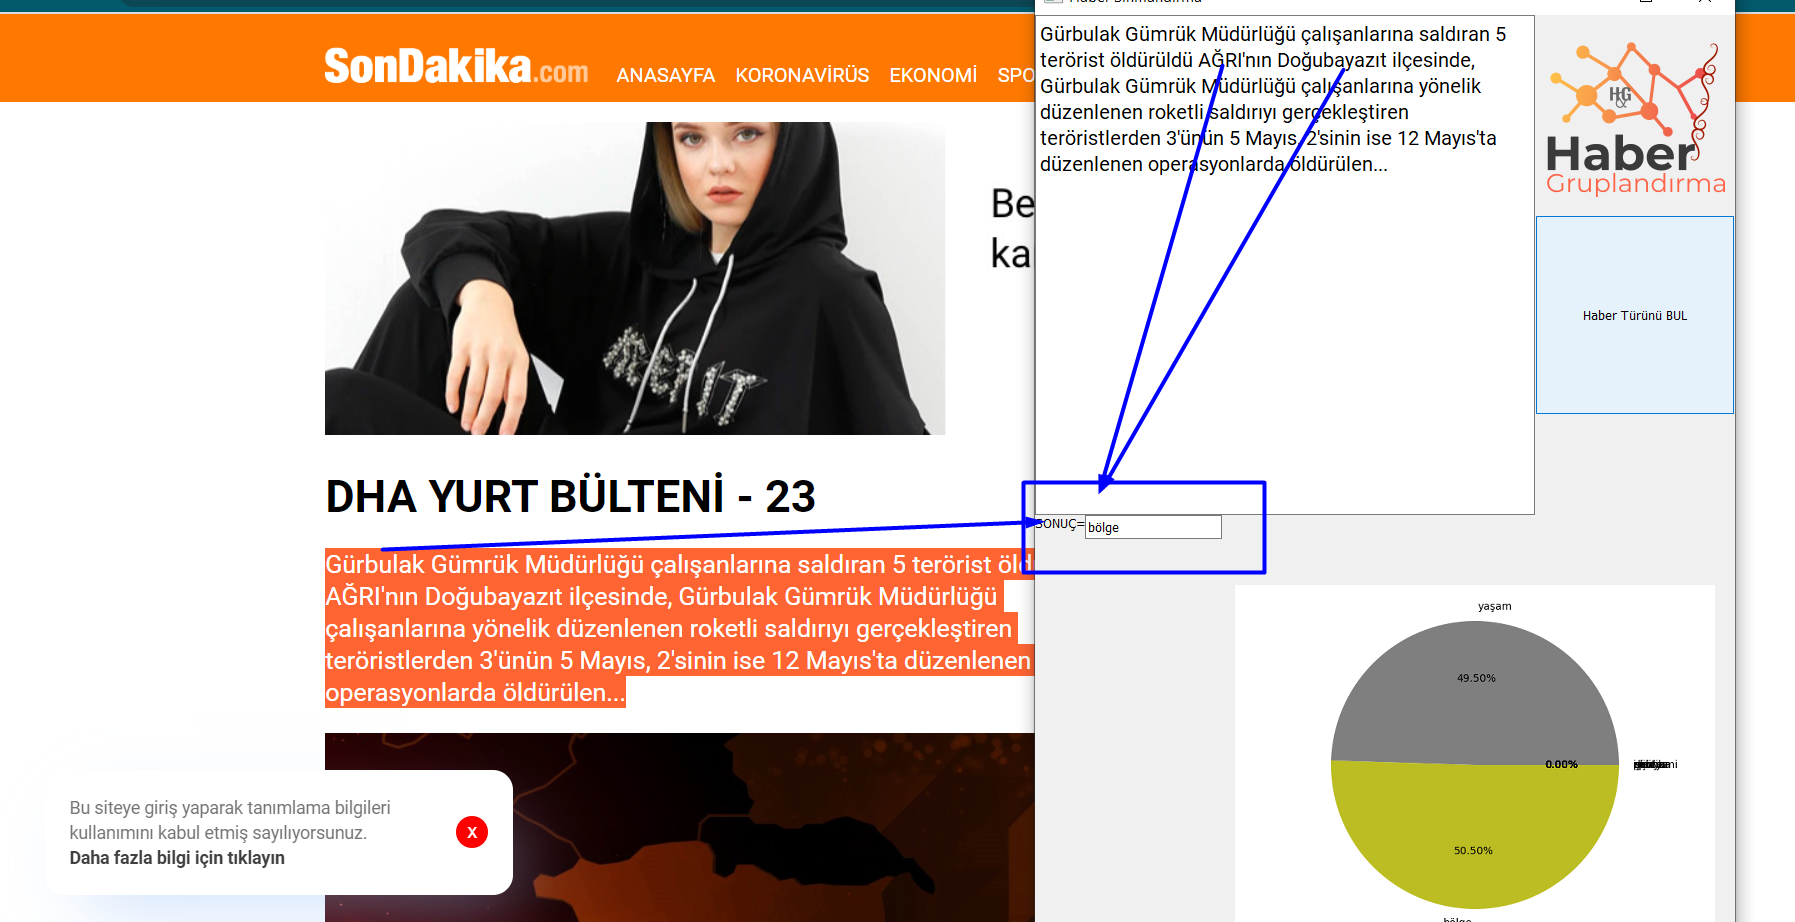 SonDakika.com
ANASAYFA KORONAVİRÜS EKONOMİ SPO
Be
ka
DHA YURT BÜLTENİ - 23
Gürbulak Gümrük Müdürlüğü çalışanlarına saldıran 5 terörist öld
AĞRI'nın Doğubayazıt ilçesinde, Gürbulak Gümrük Müdürlüğü
çalışanlarına yönelik düzenlenen roketli saldırıyı gerçekleştiren
teröristlerden 3'ünün 5 Mayıs, 2'sinin ise 12 Mayıs'ta düzenlenen
operasyonlarda öldürülen...
Bu siteye giriş yaparak tanımlama bilgileri
kullanımını kabul etmiş sayılıyorsunuz.
Daha fazla bilgi için tıklayın
X
Gürbulak Gümrük Müdürlüğü çalışanlarına saldıran 5
terörist öldürüldü AĞRI'nın Doğubayazıt ilçesinde,
Gürbulak Gümrük Müdürlüğü çalışanlarına yönelik
düzenlenen roketli saldırıyı gerçekleştiren
teröristlerden 3'ünün 5 Mayıs, 2'sinin ise 12 Mayıs'ta
düzenlenen operasyonlarda öldürülen...
H&G
Haber
Gruplandırma
Haber Türünü BUL
SONUÇ= bölge
yaşam
49.50%
0.00%
50.50%
bölge